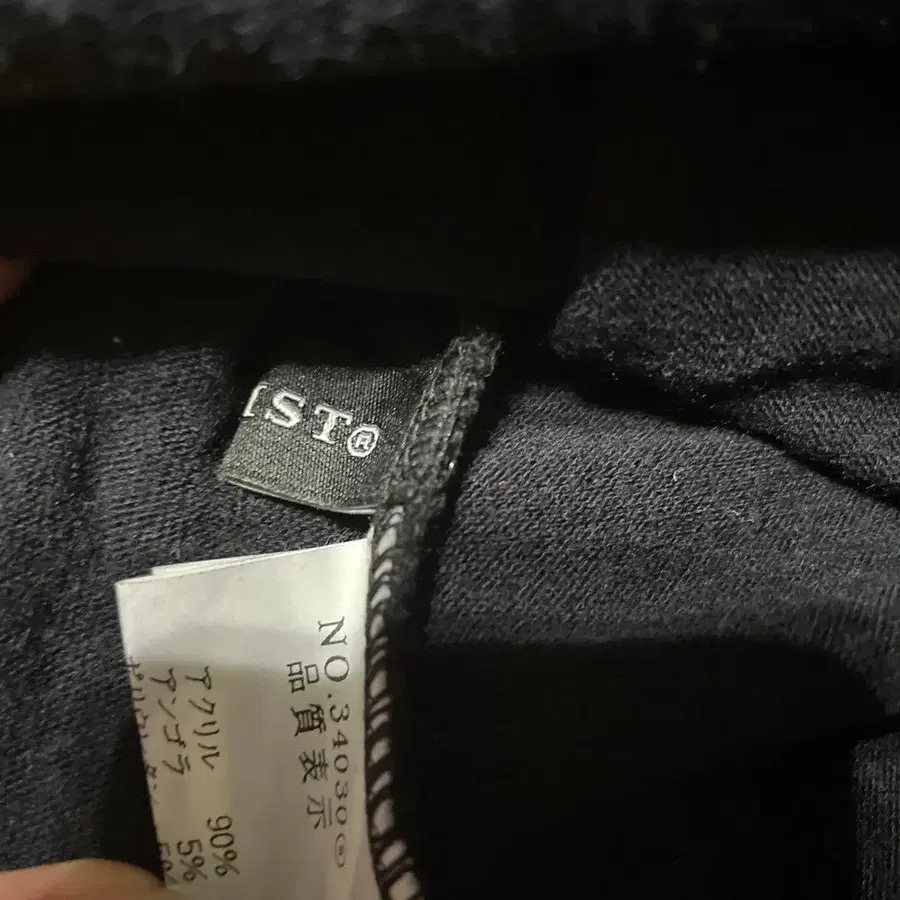 IST®
NO.34030
品質表示
アクリル 90%
アンゴラ 5%